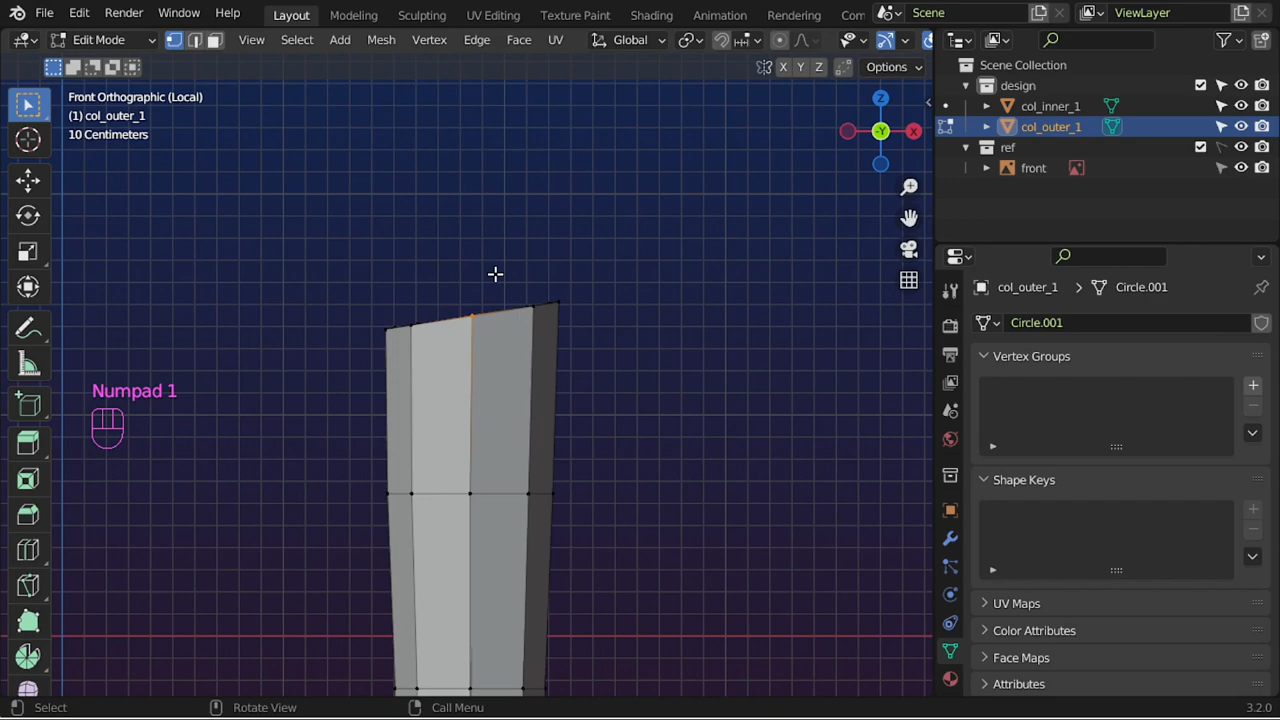 File Edit Render Window Help Layout Modeling Sculpting UV Editing Texture Paint Shading Animation Rendering Com Scene ViewLayer
Edit Mode View Select Add Mesh Vertex Edge Face UV Global
X Y Z Options
Scene Collection
design
col_inner_1
col_outer_1
ref
front
Front Orthographic (Local)
(1) col_outer_1
10 Centimeters
Z
-Y
X
Numpad 1
col_outer_1 > Circle.001
Circle.001
Vertex Groups
Shape Keys
UV Maps
Color Attributes
Face Maps
Attributes
Select Rotate View Call Menu 3.2.0